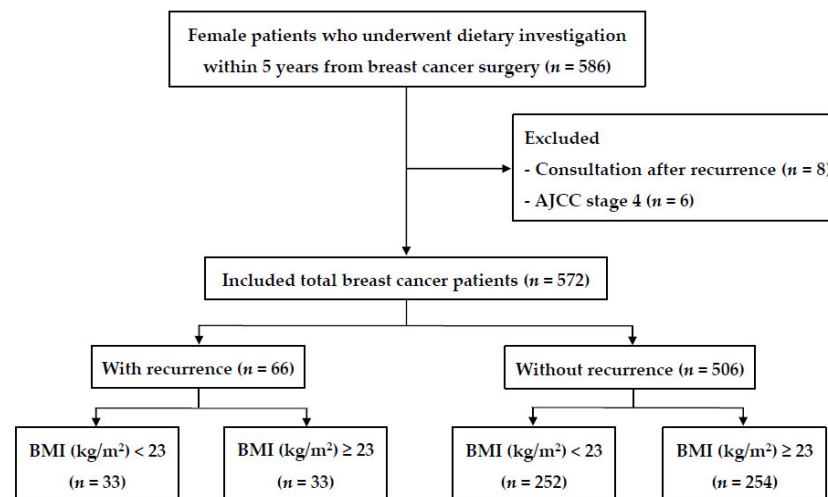 Female patients who underwent dietary investigation
within 5 years from breast cancer surgery (n = 586)
Excluded
- Consultation after recurrence (n = 8)
- AJCC stage 4 (n = 6)
Included total breast cancer patients (n = 572)
With recurrence (n = 66)
Without recurrence (n = 506)
BMI (kg/m²) < 23
(n = 33)
BMI (kg/m²) ≥ 23
(n = 33)
BMI (kg/m²) < 23
(n = 252)
BMI (kg/m²) ≥ 23
(n = 254)